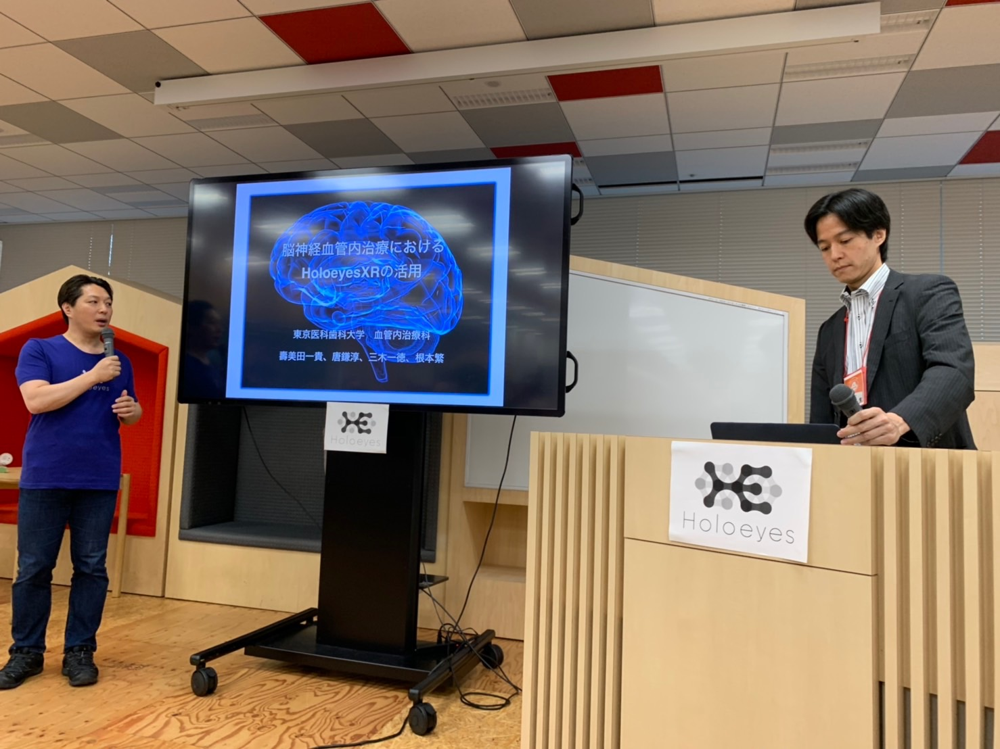 脳神経血管内治療における
HoloeyesXRの活用
東京医科歯科大学　血管内治療科
壽美田一貴、唐鎌淳、三木一徳、根本繁
Holoeyes
Holoeyes